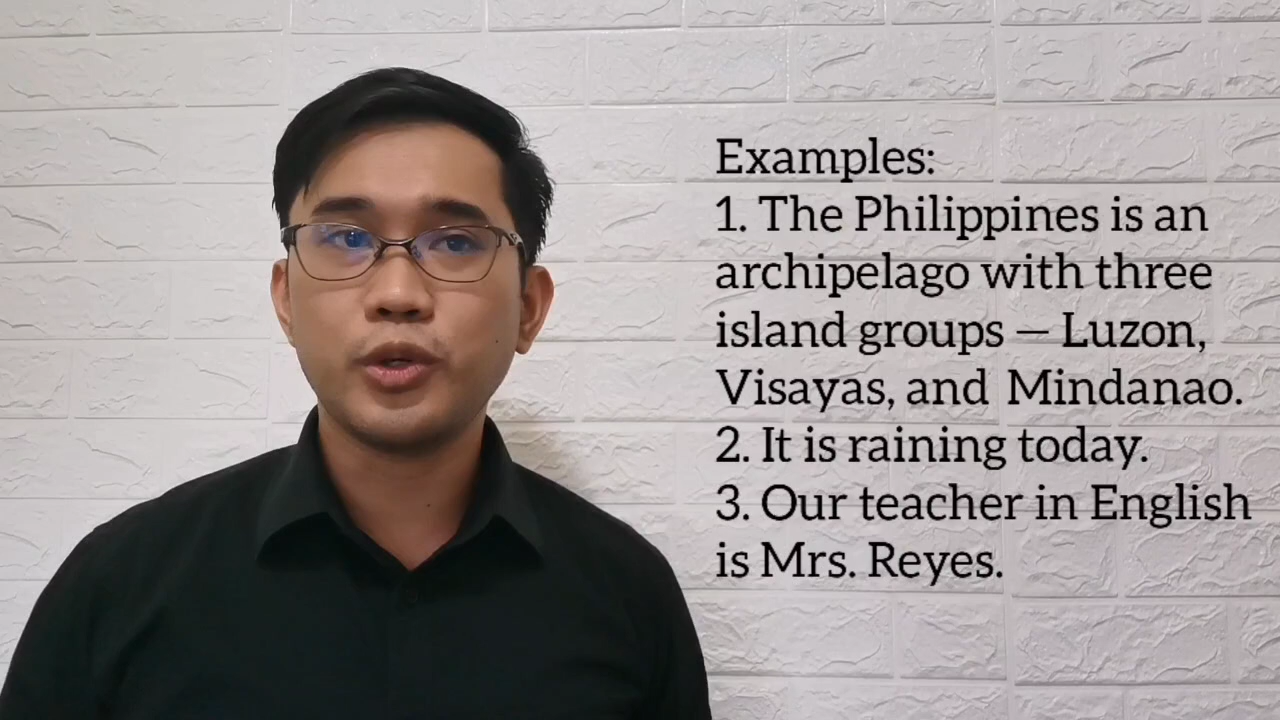 Examples:
1. The Philippines is an
archipelago with three
island groups — Luzon,
Visayas, and Mindanao.
2. It is raining today.
3. Our teacher in English
is Mrs. Reyes.